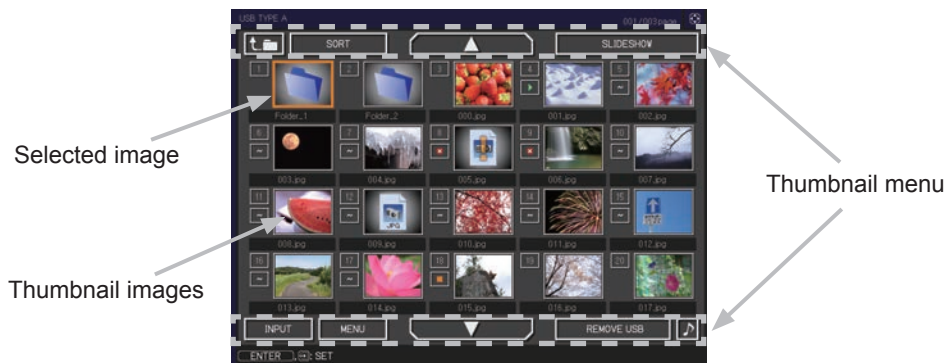 USB TYPE A 001/003page
SORT SLIDESHOW
1 2 3 4 5
Folder_1 Folder_2 000.jpg 001.jpg 002.jpg
6 7 8 9 10
003.jpg 004.jpg 005.jpg 006.jpg 007.jpg
11 12 13 14 15
JPG
008.jpg 009.jpg 010.jpg 011.jpg 012.jpg
16 17 18 19 20
013.jpg 014.jpg 015.jpg 016.jpg 017.jpg
INPUT MENU REMOVE USB
ENTER , : SET
Selected image
Thumbnail images
Thumbnail menu